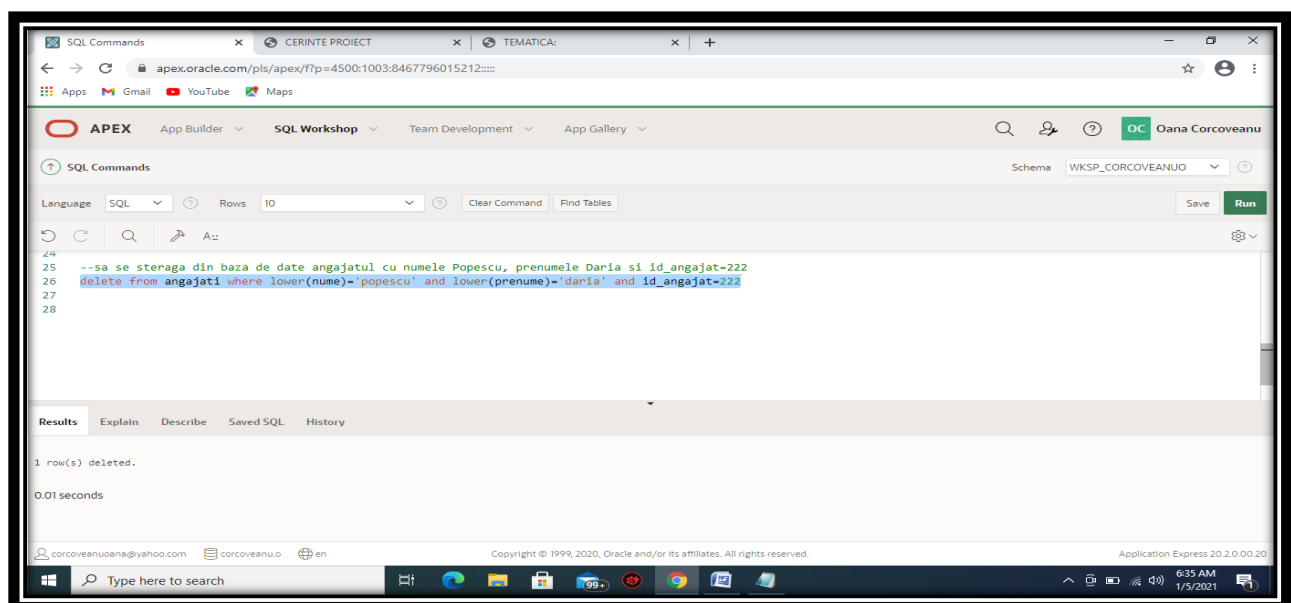 SQL Commands CERINTE PROIECT TEMATICA:
apex.oracle.com/pls/apex/f?p=4500:1003:8467796015212:::::
Apps Gmail YouTube Maps
APEX App Builder SQL Workshop Team Development App Gallery OC Oana Corcoveanu
SQL Commands Schema WKSP_CORCOVEANUO
Language SQL Rows 10 Clear Command Find Tables Save Run
24
25 --sa se steraga din baza de date angajatul cu numele Popescu, prenumele Daria si id_angajat=222
26 delete from angajati where lower(nume)='popescu' and lower(prenume)='daria' and id_angajat=222
27
28
Results Explain Describe Saved SQL History
1 row(s) deleted.
0.01 seconds
corcoveanuoana@yahoo.com corcoveanu.o en Copyright © 1999, 2020, Oracle and/or its affiliates. All rights reserved. Application Express 20.2.0.00.20
Type here to search 99+ 6:35 AM
1/5/2021 1